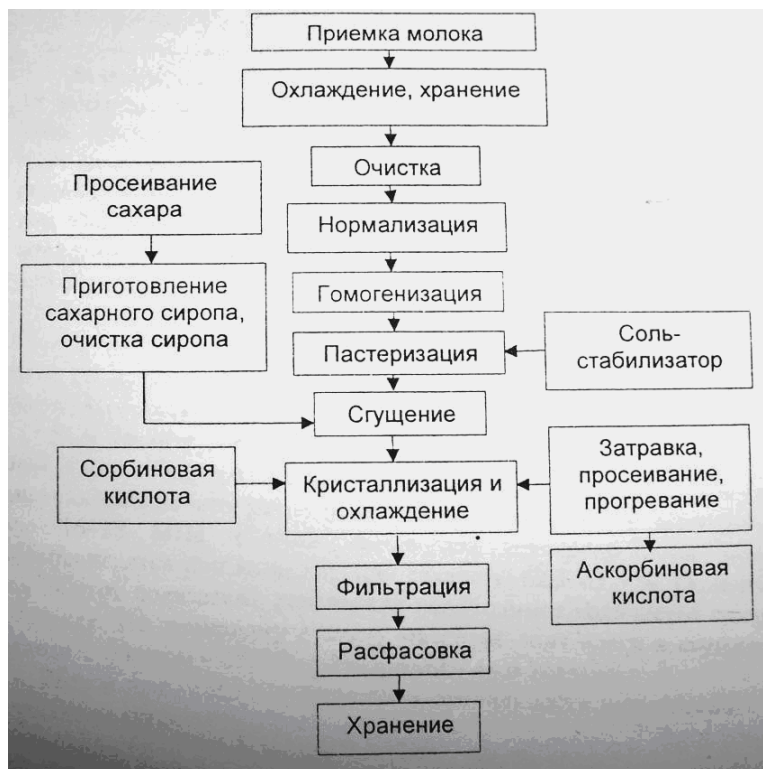 Приемка молока
Охлаждение, хранение
Очистка
Просеивание
сахара
Нормализация
Приготовление
сахарного сиропа,
очистка сиропа
Гомогенизация
Пастеризация
Соль-
стабилизатор
Сгущение
Сорбиновая
кислота
Кристаллизация и
охлаждение
Затравка,
просеивание,
прогревание
Фильтрация
Аскорбиновая
кислота
Расфасовка
Хранение